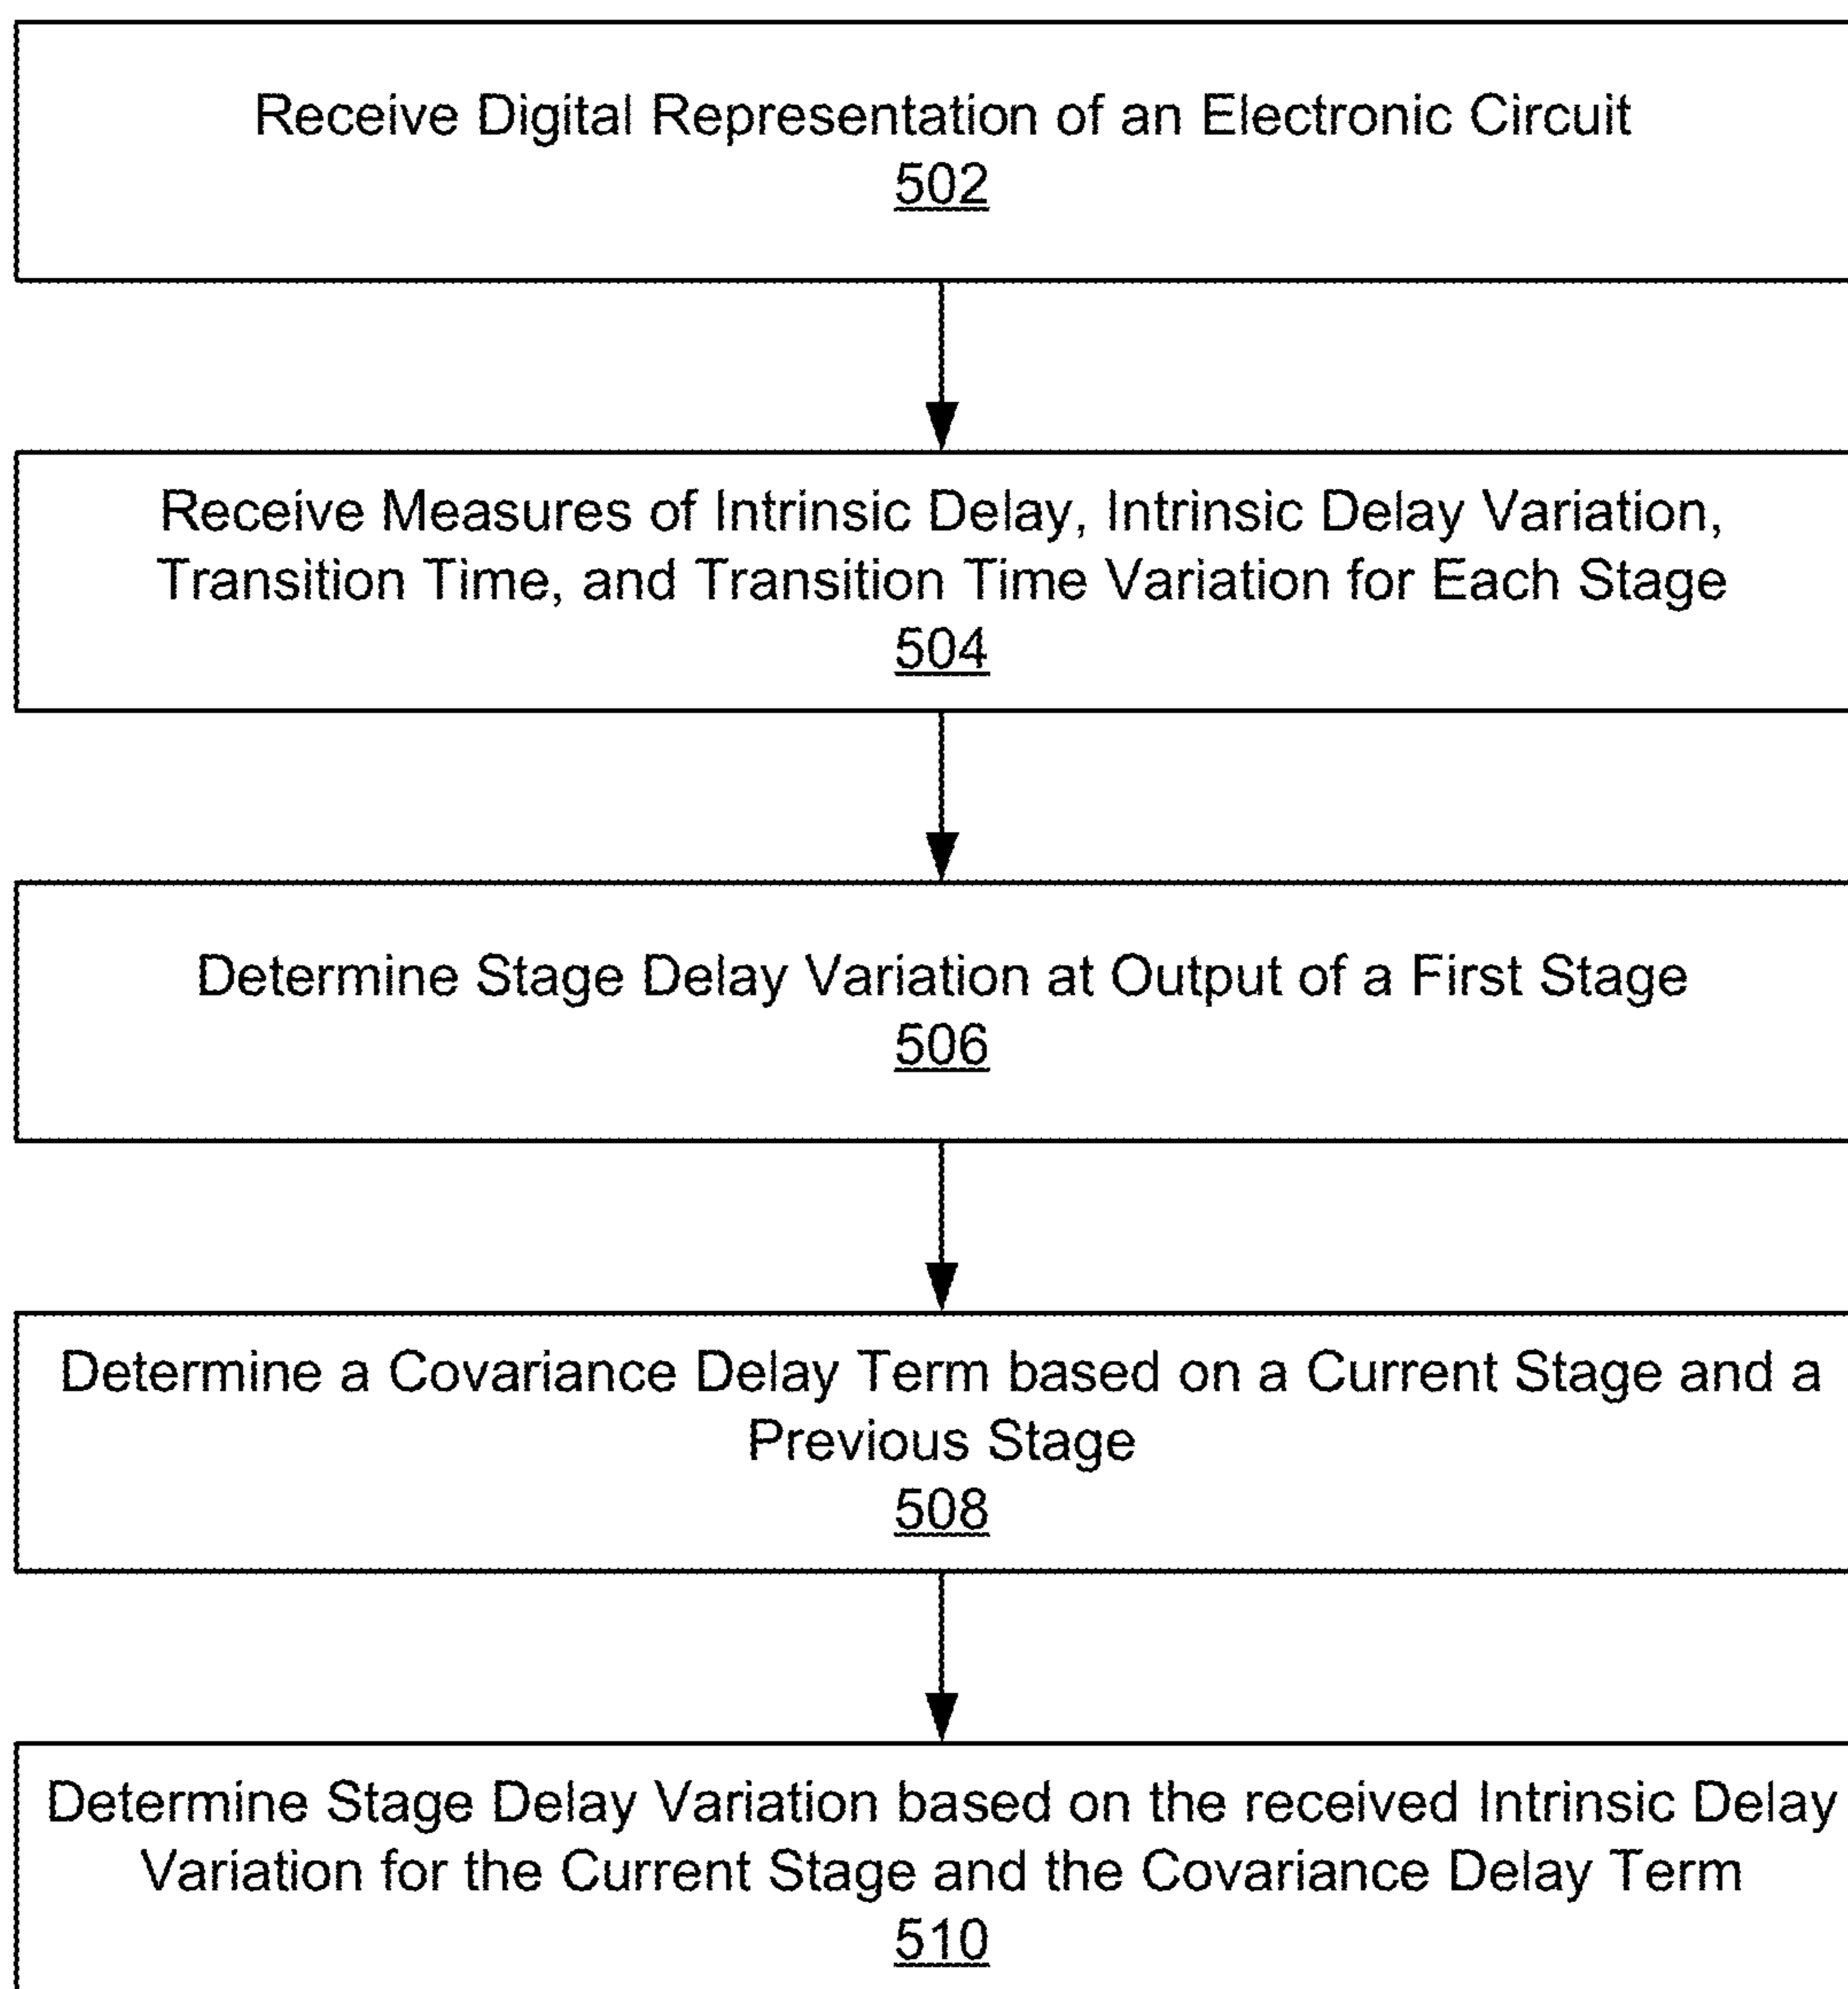 Receive Digital Representation of an Electronic Circuit
502
Receive Measures of Intrinsic Delay, Intrinsic Delay Variation,
Transition Time, and Transition Time Variation for Each Stage
504
Determine Stage Delay Variation at Output of a First Stage
506
Determine a Covariance Delay Term based on a Current Stage and a
Previous Stage
508
Determine Stage Delay Variation based on the received Intrinsic Delay
Variation for the Current Stage and the Covariance Delay Term
510